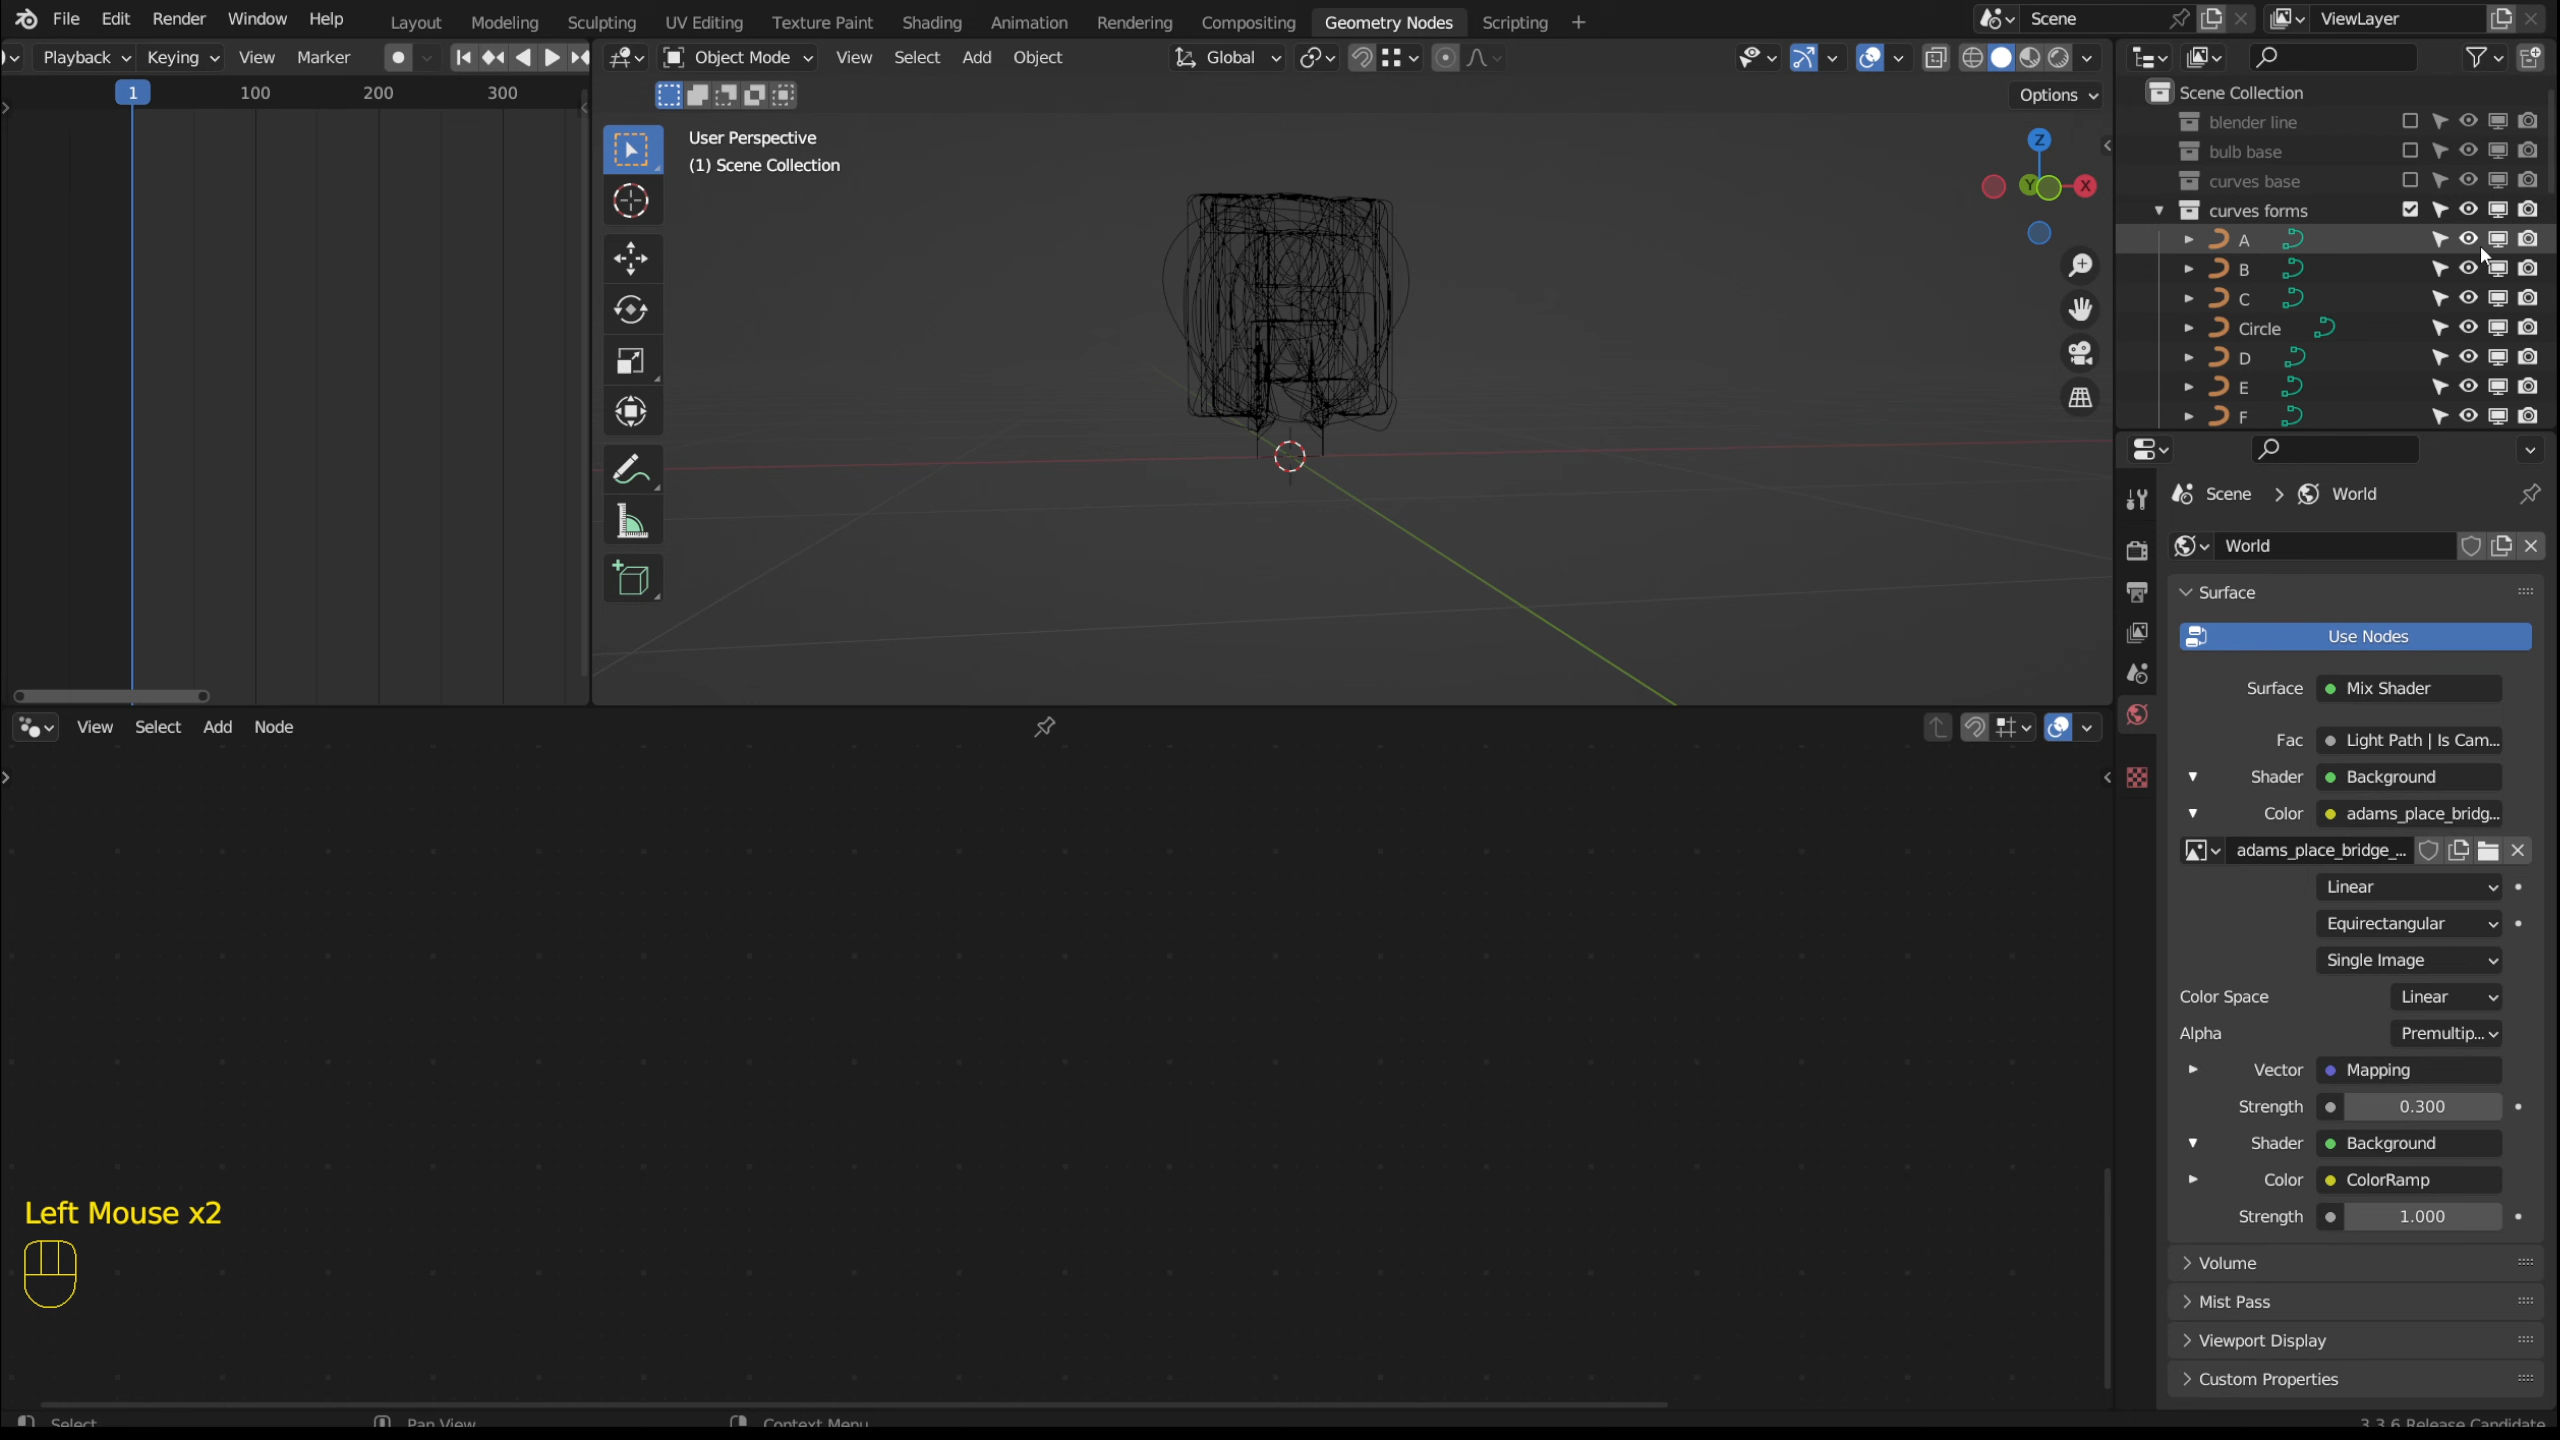 File Edit Render Window Help Layout Modeling Sculpting UV Editing Texture Paint Shading Animation Rendering Compositing Geometry Nodes Scripting + Scene ViewLayer
Playback Keying View Marker
Object Mode View Select Add Object Global
1 100 200 300
Options
User Perspective
(1) Scene Collection
Z
Y
X
Scene Collection
blender line
bulb base
curves base
curves forms
A
B
C
Circle
D
E
F
Scene > World
World
Surface
Use Nodes
Surface Mix Shader
Fac Light Path | Is Cam...
Shader Background
Color adams_place_bridg...
adams_place_bridge_...
Linear
Equirectangular
Single Image
Color Space Linear
Alpha Premultip...
Vector Mapping
Strength 0.300
Shader Background
Color ColorRamp
Strength 1.000
Volume
Mist Pass
Viewport Display
Custom Properties
View Select Add Node
Left Mouse x2
Select Pan View Context Menu 3.3.6 Release Candidate